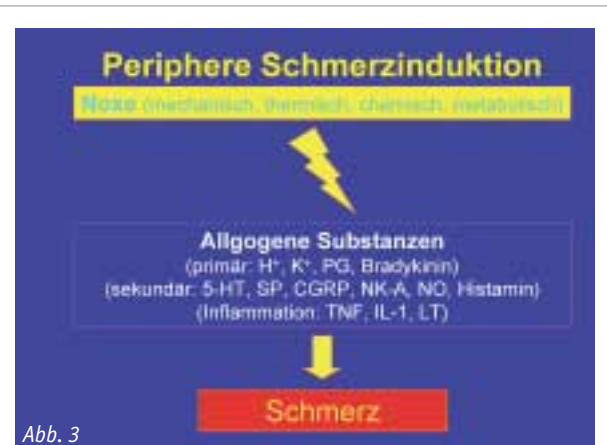 Periphere Schmerzinduktion
Noxe (mechanisch, thermisch, chemisch, metabolisch)
Allgogene Substanzen
(primär: H⁺, K⁺, PG, Bradykinin)
(sekundär: 5-HT, SP, CGRP, NK-A, NO, Histamin)
(Inflammation: TNF, IL-1, LT)
Schmerz
Abb. 3